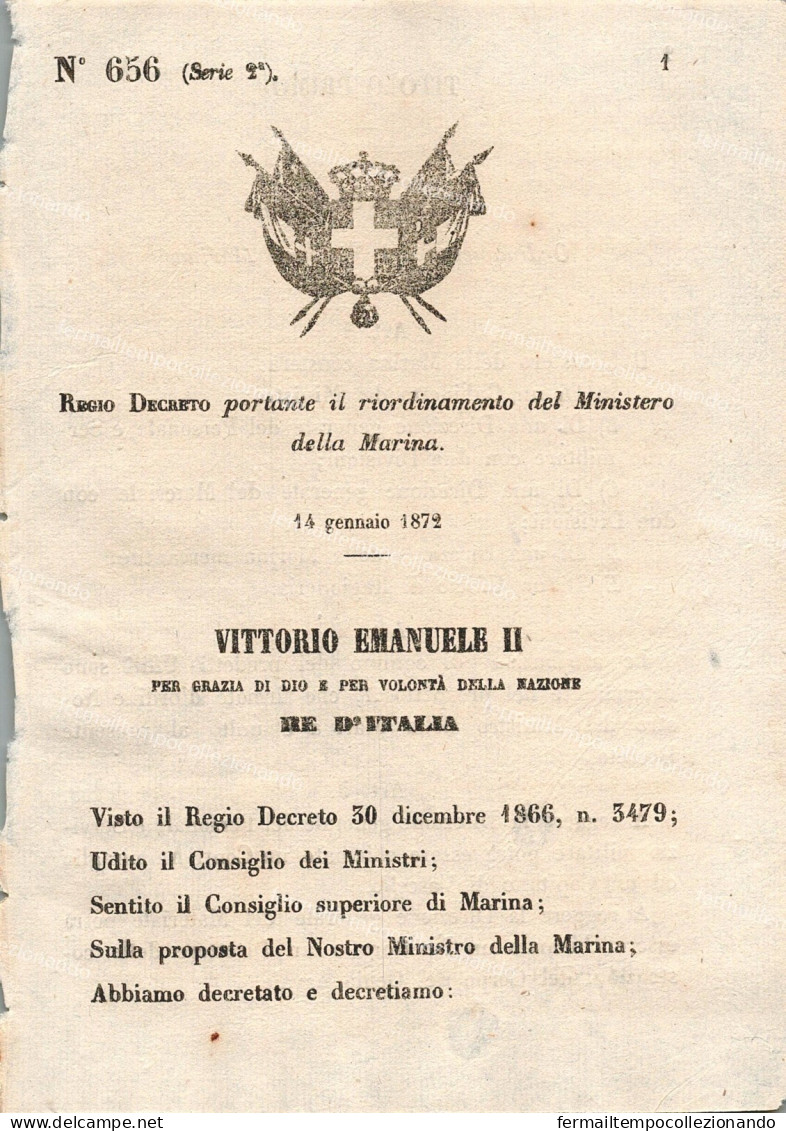 N° 656 (Serie 2ª). 1
REGIO DECRETO portante il riordinamento del Ministero
della Marina.
14 gennaio 1872
VITTORIO EMANUELE II
PER GRAZIA DI DIO E PER VOLONTÀ DELLA NAZIONE
RE D'ITALIA
Visto il Regio Decreto 30 dicembre 1866, n. 3479;
Udito il Consiglio dei Ministri;
Sentito il Consiglio superiore di Marina;
Sulla proposta del Nostro Ministro della Marina;
Abbiamo decretato e decretiamo:
delcampe.net
fermailtempocollezionando